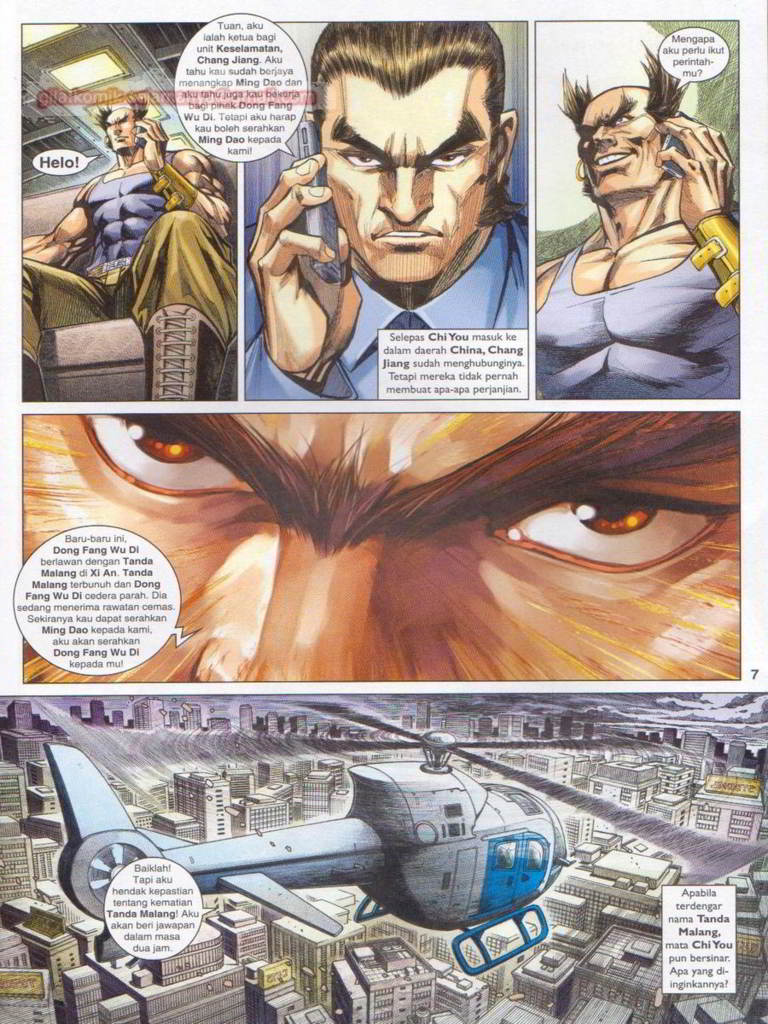 Helo!
Tuan, aku
ialah ketua bagi
unit Keselamatan,
Chang Jiang. Aku
tahu kau sudah berjaya
menangkap Ming Dao dan
aku tahu juga kau bekerja
bagi pihek Dong Fang
Wu Di. Tetapi aku harap
kau boleh serahkan
Ming Dao kepada
kami!
Selepas Chi You masuk ke
dalam daerah China, Chang
Jiang sudah menghubunginya.
Tetapi mereka tidak pernah
membuat apa-apa perjanjian.
Mengapa
aku perlu ikut
perintah-
mu?
Baru-baru ini,
Dong Fang Wu Di
berlawan dengan Tanda
Malang di Xi An. Tanda
Malang terbunuh dan Dong
Fang Wu Di cedera parah. Dia
sedang menerima rawatan cemas.
Sekiranya kau dapat serahkan
Ming Dao kepada kami,
aku akan serahkan
Dong Fang Wu Di
kepada mu!
7
Baiklah!
Tapi aku
hendak kepastian
tentang kematian
Tanda Malang! Aku
akan beri jawapan
dalam masa
dua jam.
Apabila
terdengar
nama Tanda
Malang,
mata Chi You
pun bersinar.
Apa yang di-
inginkannya?